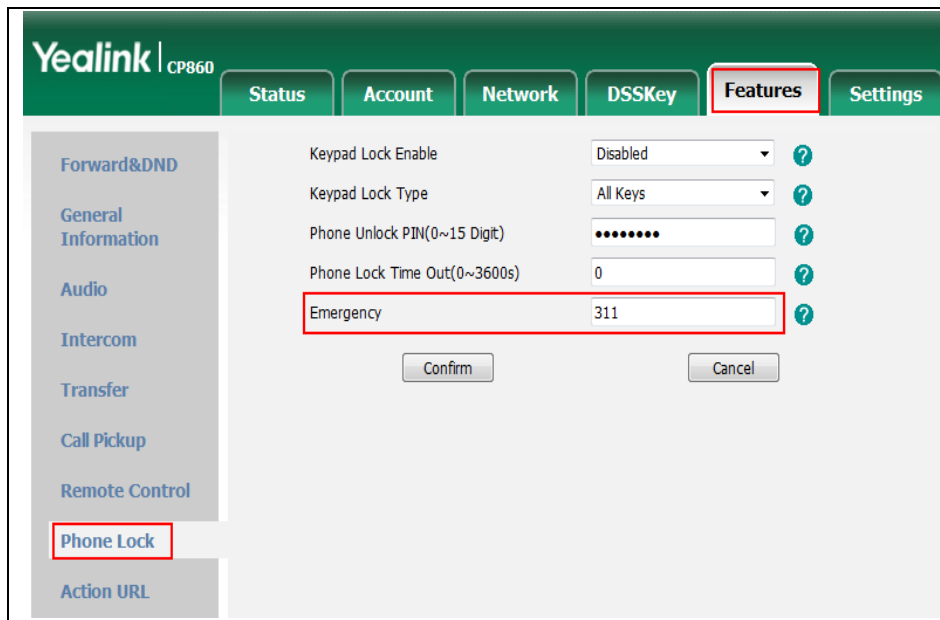 Yealink | CP860
Status Account Network DSSKey Features Settings
Forward&DND
General
Information
Audio
Intercom
Transfer
Call Pickup
Remote Control
Phone Lock
Action URL
Keypad Lock Enable Disabled ?
Keypad Lock Type All Keys ?
Phone Unlock PIN(0~15 Digit) •••••••• ?
Phone Lock Time Out(0~3600s) 0 ?
Emergency 311 ?
Confirm Cancel